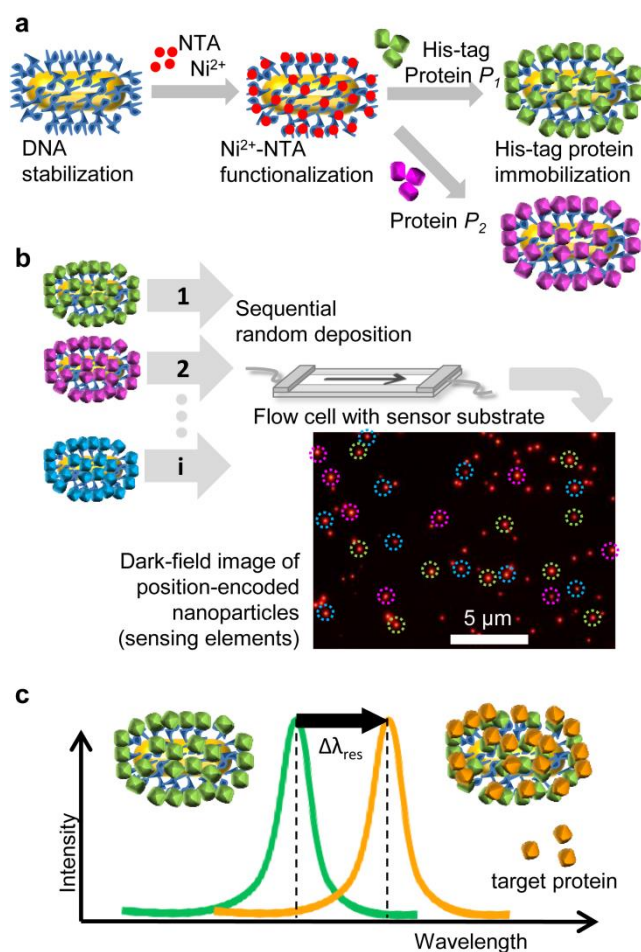 a
NTA
Ni²⁺
His-tag
Protein P₁
DNA
stabilization
Ni²⁺-NTA
functionalization
His-tag protein
immobilization
Protein P₂
b
1
Sequential
random deposition
2
Flow cell with sensor substrate
i
Dark-field image of
position-encoded
nanoparticles
(sensing elements)
5 µm
c
Δλres
Intensity
target protein
Wavelength